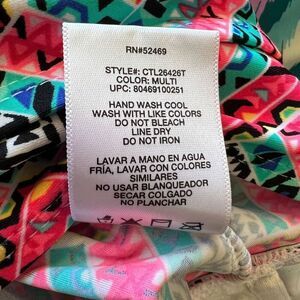 RN#52469
STYLE#: CTL26426T
COLOR: MULTI
UPC: 80469100251
HAND WASH COOL
WASH WITH LIKE COLORS
DO NOT BLEACH
LINE DRY
DO NOT IRON
LAVAR A MANO EN AGUA
FRÍA, LAVAR CON COLORES
SIMILARES
NO USAR BLANQUEADOR
SECAR COLGADO
NO PLANCHAR